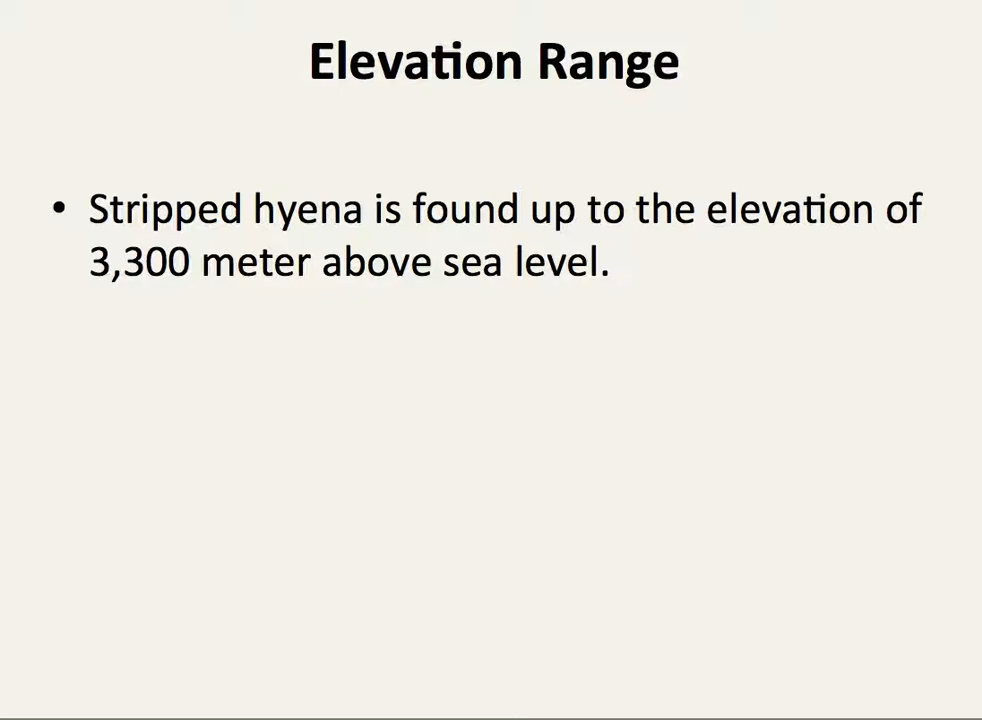 Elevation Range
• Stripped hyena is found up to the elevation of
3,300 meter above sea level.